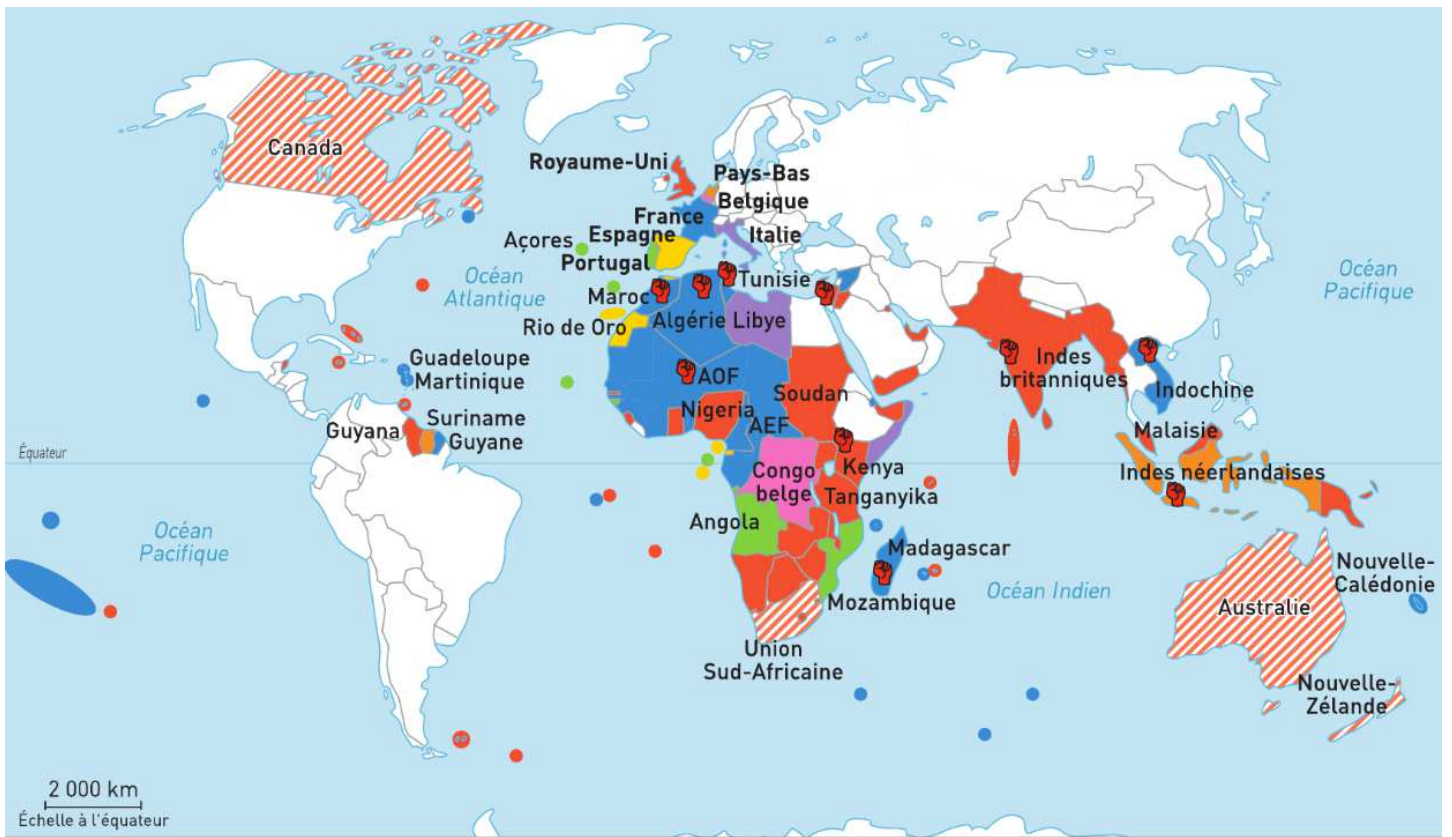 Canada
Royaume-Uni
Pays-Bas
Belgique
France
Italie
Espagne
Açores
Portugal
Océan
Atlantique
Océan
Pacifique
Maroc
Tunisie
Rio de Oro
Algérie
Libye
Guadeloupe
Martinique
AOF
Indes
britanniques
Soudan
Indochine
Nigeria
AEF
Guyana
Suriname
Guyane
Malaisie
Équateur
Kenya
Indes néerlandaises
Congo
belge
Tanganyika
Angola
Océan
Pacifique
Madagascar
Nouvelle-
Calédonie
Océan Indien
Mozambique
Australie
Union
Sud-Africaine
Nouvelle-
Zélande
2 000 km
Échelle à l'équateur